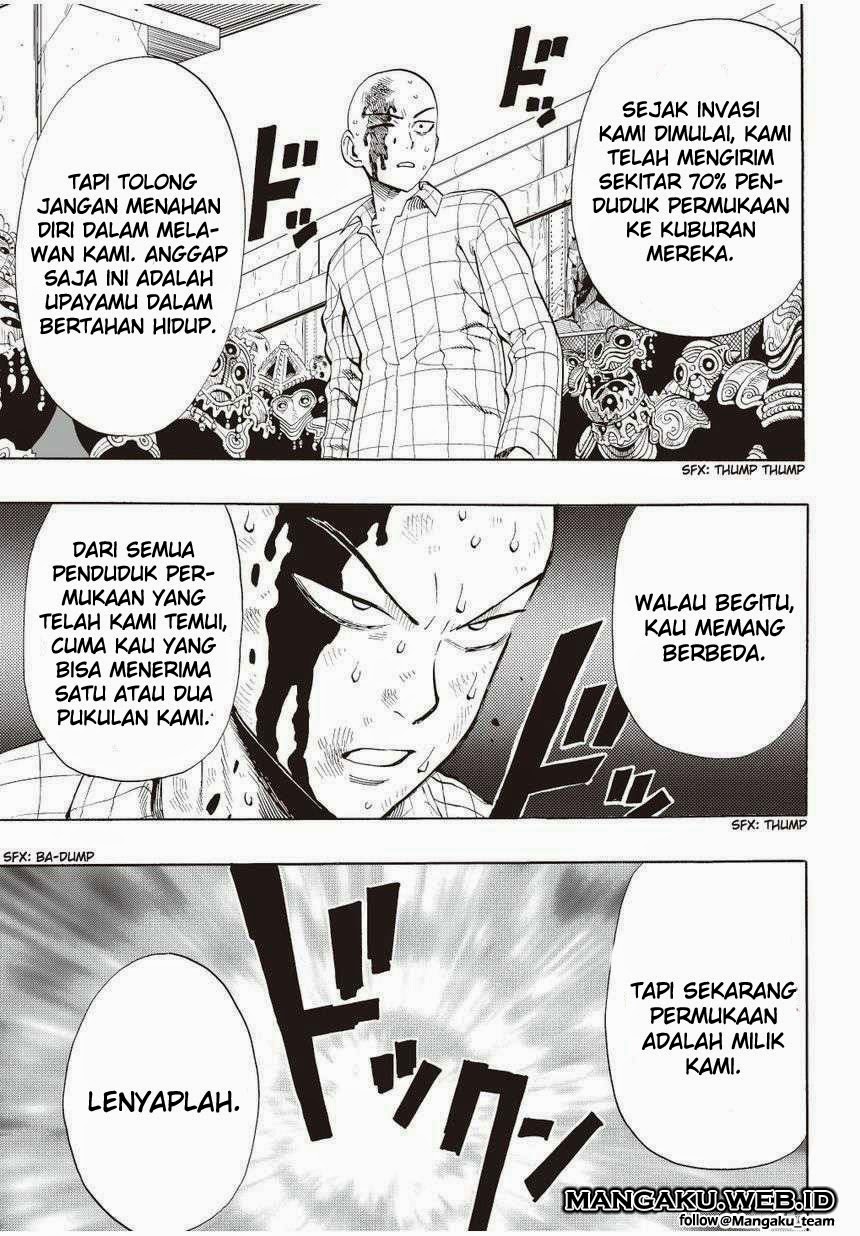 SEJAK INVASI
KAMI DIMULAI, KAMI
TELAH MENGIRIM
SEKITAR 70% PEN-
DUDUK PERMUKAAN
KE KUBURAN
MEREKA.
ドドッ
ドドッ
TAPI TOLONG
JANGAN MENAHAN
DIRI DALAM MELA-
WAN KAMI. ANGGAP
SAJA INI ADALAH
UPAYAMU DALAM
BERTAHAN HIDUP.
SFX: THUMP THUMP
WALAU BEGITU,
KAU MEMANG
BERBEDA.
DARI SEMUA
PENDUDUK PER-
MUKAAN YANG
TELAH KAMI TEMUI,
CUMA KAU YANG
BISA MENERIMA
SATU ATAU DUA
PUKULAN KAMI.
ドドッ
SFX: THUMP
SFX: BA-DUMP
TAPI SEKARANG
PERMUKAAN
ADALAH MILIK
KAMI.
ドックン
LENYAPLAH.
MANGAKU.WEB.ID
follow @Mangaku_team